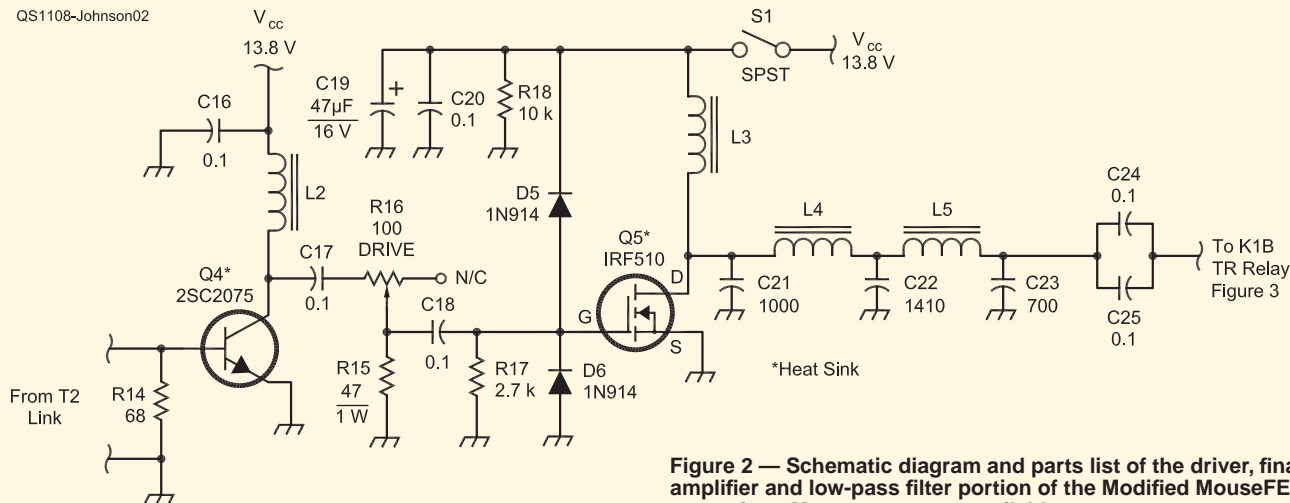 QS1108-Johnson02
Vcc
13.8 V
S1
SPST
Vcc
13.8 V
C16
0.1
C19
47µF
16 V
+
C20
0.1
R18
10 k
L2
L3
D5
1N914
R16
100
DRIVE
N/C
Q5*
IRF510
D
G
S
L4
L5
C24
0.1
C25
0.1
To K1B
TR Relay
Figure 3
Q4*
2SC2075
C17
0.1
C18
0.1
C21
1000
C22
1410
C23
700
From T2
Link
R14
68
R15
47
1 W
R17
2.7 k
D6
1N914
*Heat Sink
Figure 2 — Schematic diagram and parts list of the driver, fina
amplifier and low-pass filter portion of the Modified MouseFE